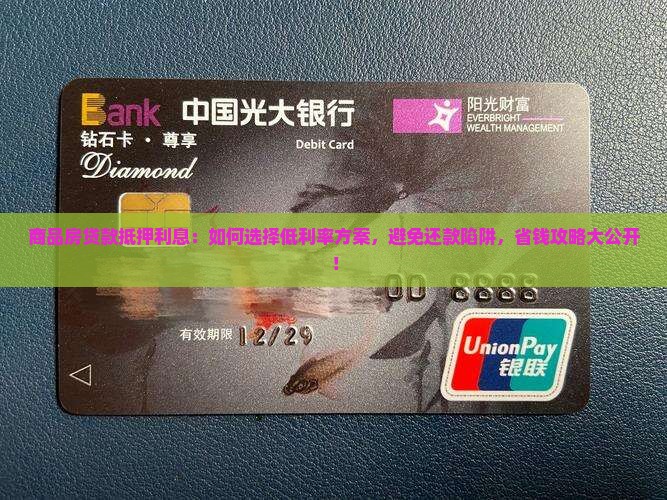 Bank 中国光大银行
阳光财富
EVERBRIGHT
WEALTH MANAGEMENT
钻石卡·尊享
Debit Card
Diamond
商品房贷款抵押利息：如何选择低利率方案，避免还款陷阱，省钱攻略大公开
！
8888
有效期限 12/29
UnionPay
银联